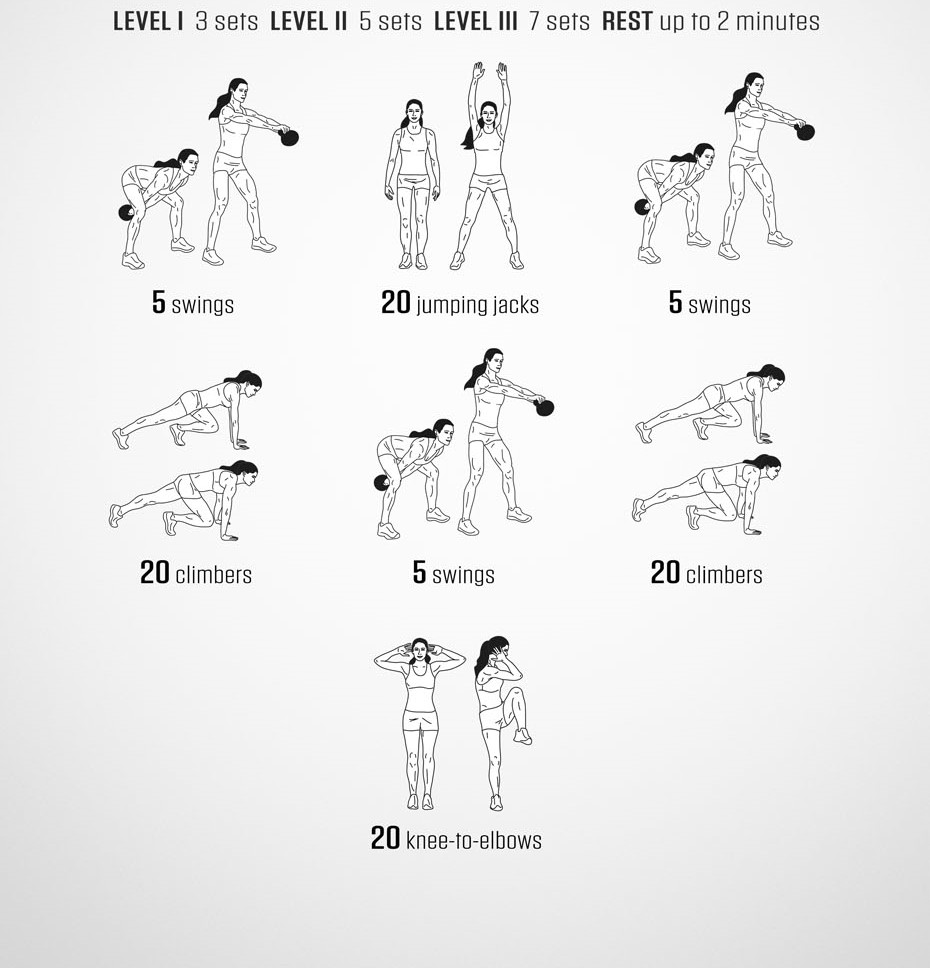 LEVEL I 3 sets LEVEL II 5 sets LEVEL III 7 sets REST up to 2 minutes
5 swings
20 jumping jacks
5 swings
20 climbers
5 swings
20 climbers
20 knee-to-elbows